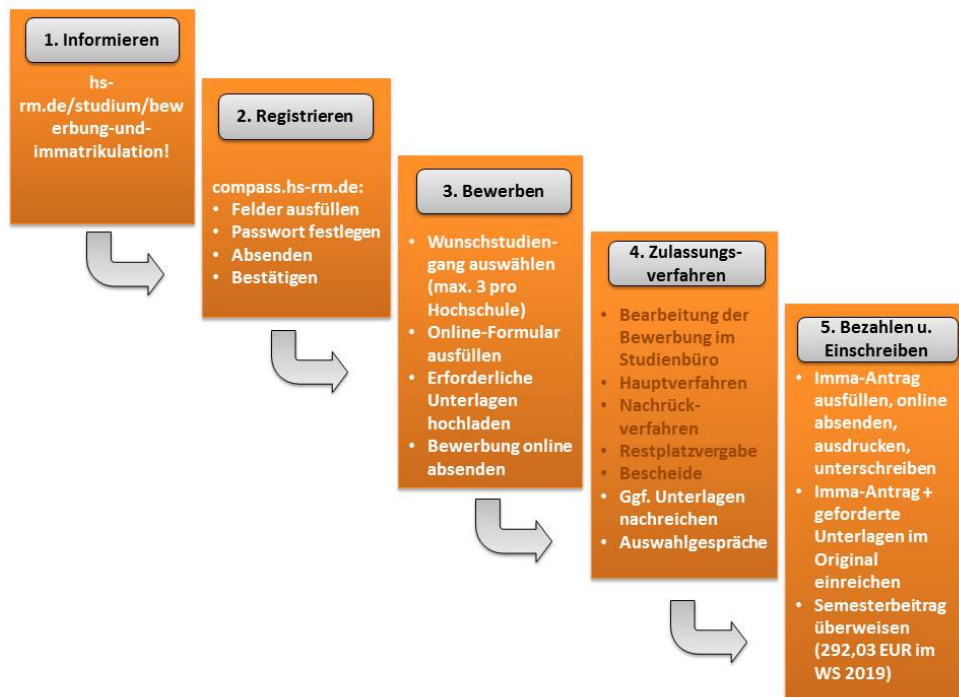 1. Informieren
hs-
rm.de/studium/bew
erbung-und-
immatrikulation!
2. Registrieren
compass.hs-rm.de:
• Felder ausfüllen
• Passwort festlegen
• Absenden
• Bestätigen
3. Bewerben
• Wunschstudien-
gang auswählen
(max. 3 pro
Hochschule)
• Online-Formular
ausfüllen
• Erforderliche
Unterlagen
hochladen
• Bewerbung online
absenden
4. Zulassungs-
verfahren
• Bearbeitung der
Bewerbung im
Studienbüro
• Hauptverfahren
• Nachrück-
verfahren
• Restplatzvergabe
• Bescheide
• Ggf. Unterlagen
nachreichen
• Auswahlgespräche
5. Bezahlen u.
Einschreiben
• Imma-Antrag
ausfüllen, online
absenden,
ausdrucken,
unterschreiben
• Imma-Antrag +
geforderte
Unterlagen im
Original
einreichen
• Semesterbeitrag
überweisen
(292,03 EUR im
WS 2019)